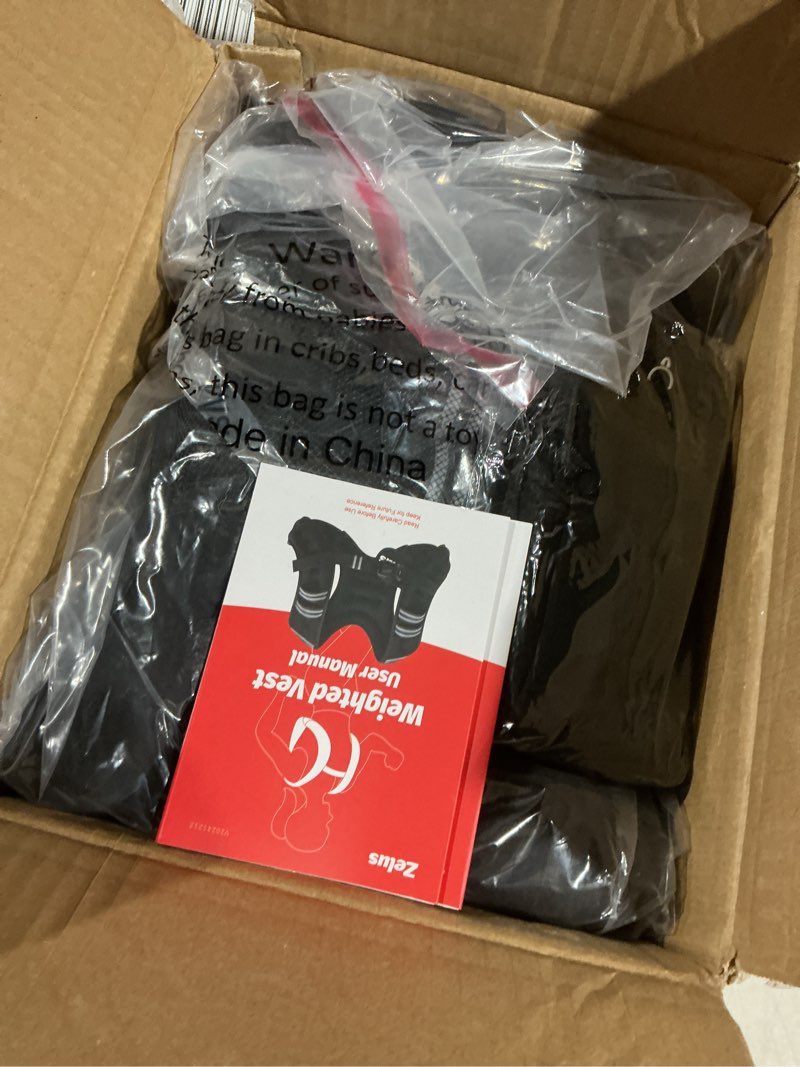 Wa
of
from babies
bag in cribs, beds,
this bag is not a toy
de in China
Zelus
Weighted Vest
User Manual
Read Carefully Before Use
Keep for Future Reference